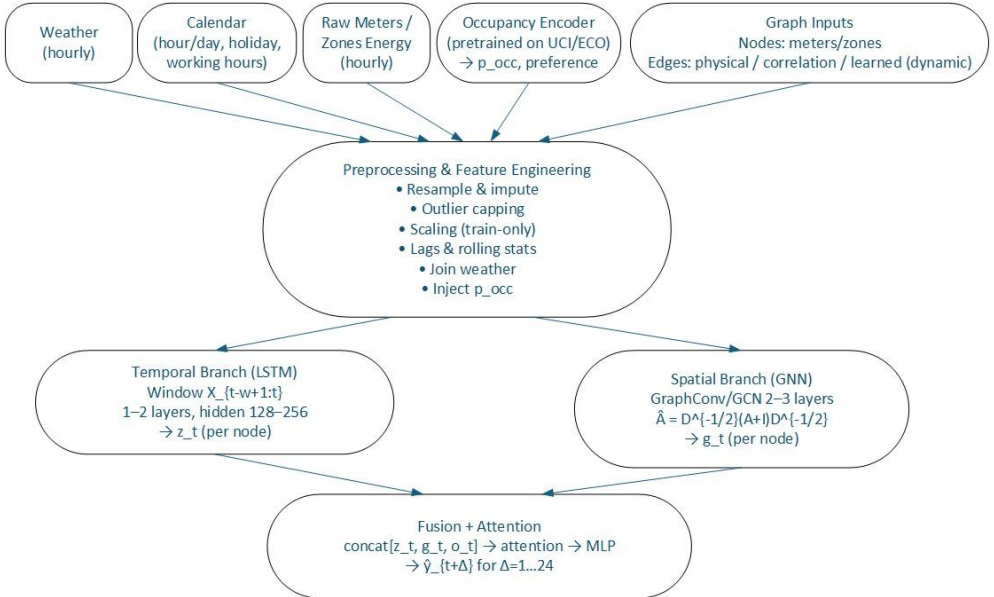 Weather
(hourly)
Calendar
(hour/day, holiday,
working hours)
Raw Meters /
Zones Energy
(hourly)
Occupancy Encoder
(pretrained on UCI/ECO)
→ p_occ, preference
Graph Inputs
Nodes: meters/zones
Edges: physical / correlation / learned (dynamic)
Preprocessing & Feature Engineering
• Resample & impute
• Outlier capping
• Scaling (train-only)
• Lags & rolling stats
• Join weather
• Inject p_occ
Temporal Branch (LSTM)
Window X_{t-w+1:t}
1–2 layers, hidden 128–256
→ z_t (per node)
Spatial Branch (GNN)
GraphConv/GCN 2–3 layers
Â = D^{-1/2}(A+I)D^{-1/2}
→ g_t (per node)
Fusion + Attention
concat[z_t, g_t, o_t] → attention → MLP
→ ŷ_{t+Δ} for Δ=1…24